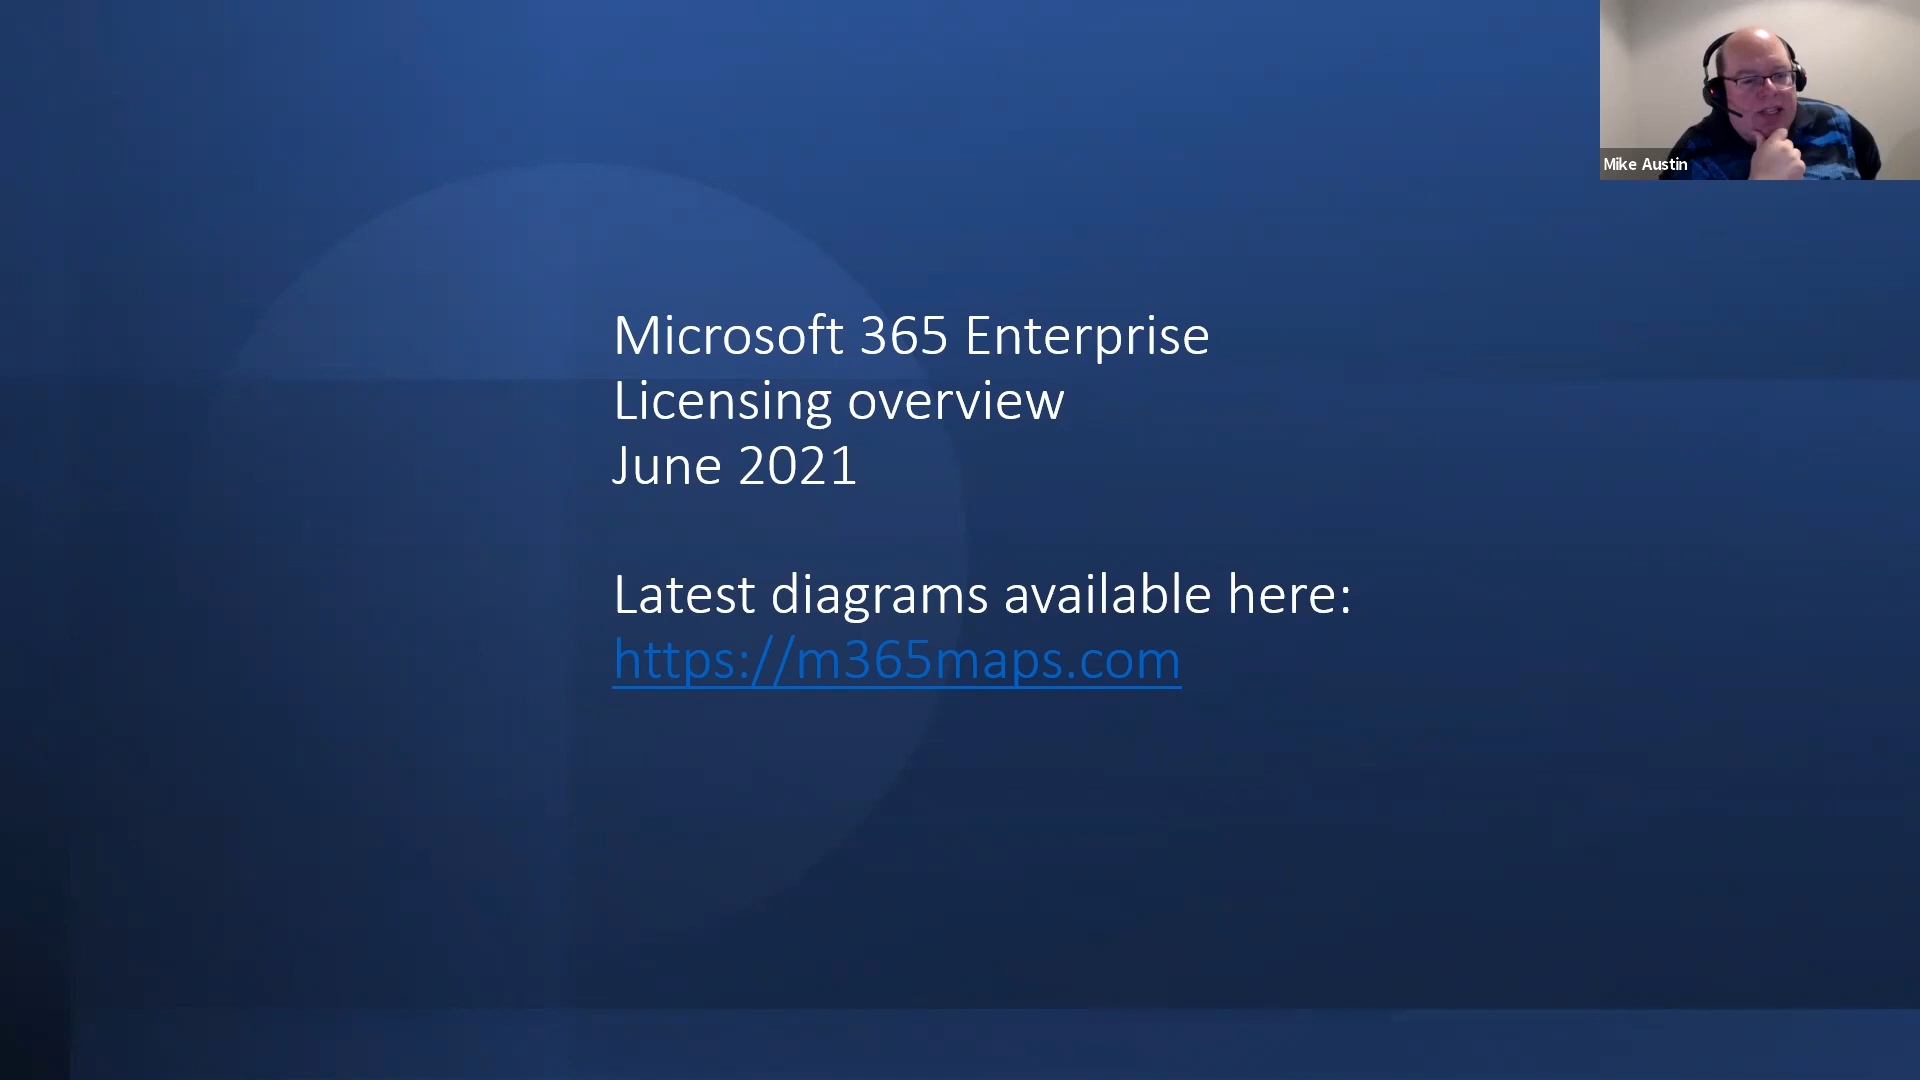 Mike Austin
Microsoft 365 Enterprise
Licensing overview
June 2021
Latest diagrams available here:
https://m365maps.com